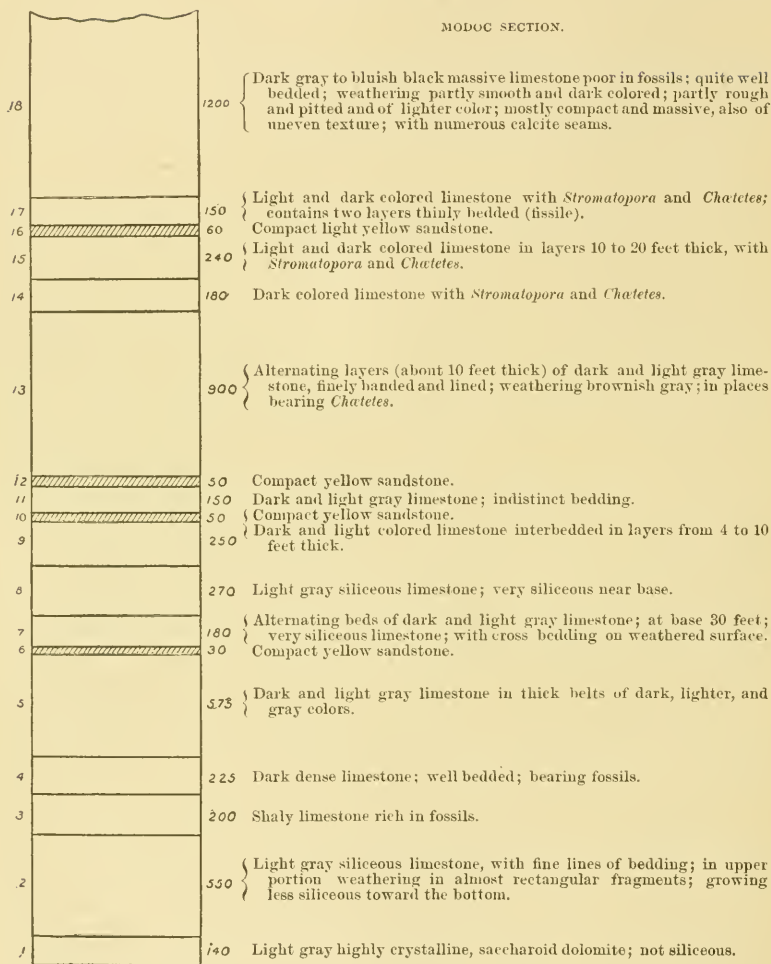 MODOC SECTION.
18 1200 Dark gray to bluish black massive limestone poor in fossils; quite well
bedded; weathering partly smooth and dark colored; partly rough
and pitted and of lighter color; mostly compact and massive, also of
uneven texture; with numerous calcite seams.
17 150 Light and dark colored limestone with Stromatopora and Chætetes;
contains two layers thinly bedded (fissile).
16 60 Compact light yellow sandstone.
15 240 Light and dark colored limestone in layers 10 to 20 feet thick, with
Stromatopora and Chætetes.
14 180 Dark colored limestone with Stromatopora and Chætetes.
13 900 Alternating layers (about 10 feet thick) of dark and light gray lime-
stone, finely banded and lined; weathering brownish gray; in places
bearing Chætetes.
12 50 Compact yellow sandstone.
11 150 Dark and light gray limestone; indistinct bedding.
10 50 Compact yellow sandstone.
9 250 Dark and light colored limestone interbedded in layers from 4 to 10
feet thick.
8 270 Light gray siliceous limestone; very siliceous near base.
7 180 Alternating beds of dark and light gray limestone; at base 30 feet;
very siliceous limestone; with cross bedding on weathered surface.
6 30 Compact yellow sandstone.
5 575 Dark and light gray limestone in thick belts of dark, lighter, and
gray colors.
4 225 Dark dense limestone; well bedded; bearing fossils.
3 200 Shaly limestone rich in fossils.
2 550 Light gray siliceous limestone, with fine lines of bedding; in upper
portion weathering in almost rectangular fragments; growing
less siliceous toward the bottom.
1 140 Light gray highly crystalline, saccharoid dolomite; not siliceous.